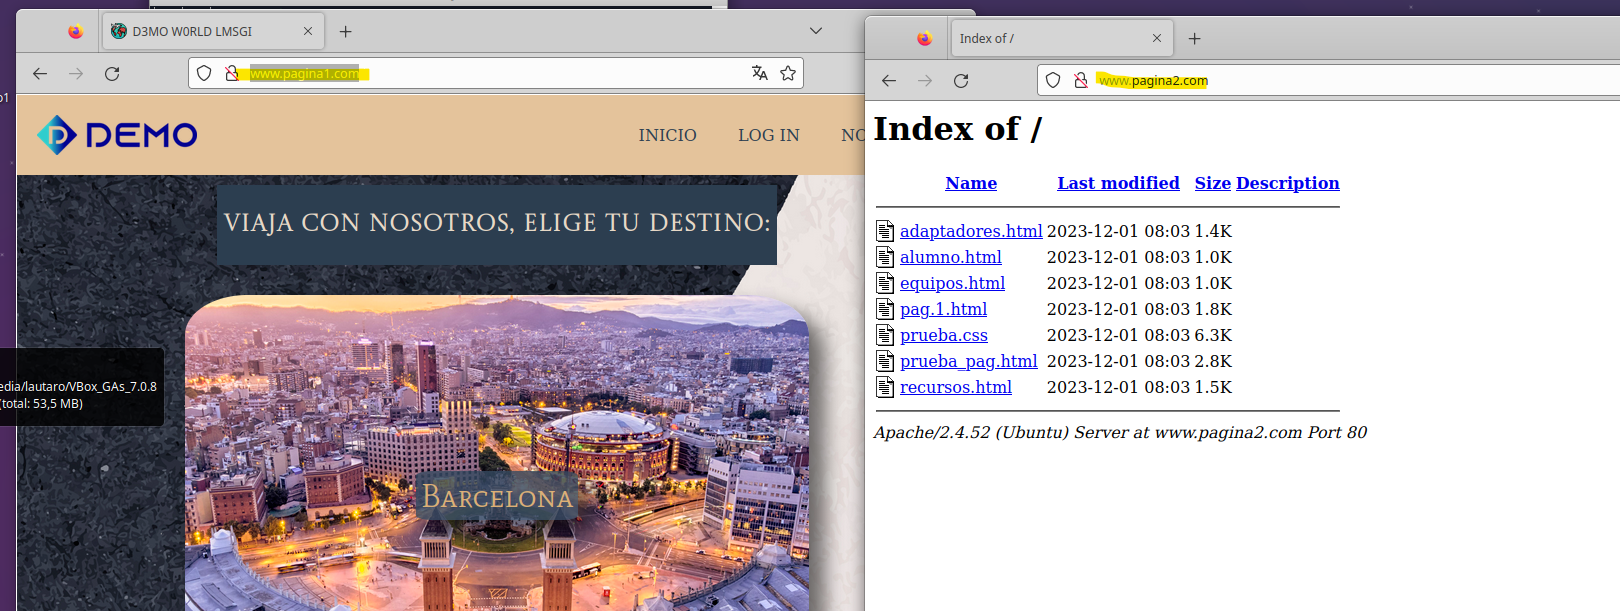 D3MO W0RLD LMSGI
www.pagina1.com
DEMO
INICIO LOG IN
VIAJA CON NOSOTROS, ELIGE TU DESTINO:
BARCELONA
edia/lautaro/VBox_GAs_7.0.8
(total: 53,5 MB)
Index of /
www.pagina2.com
Index of /
Name Last modified Size Description
adaptadores.html 2023-12-01 08:03 1.4K
alumno.html 2023-12-01 08:03 1.0K
equipos.html 2023-12-01 08:03 1.0K
pag.1.html 2023-12-01 08:03 1.8K
prueba.css 2023-12-01 08:03 6.3K
prueba_pag.html 2023-12-01 08:03 2.8K
recursos.html 2023-12-01 08:03 1.5K
Apache/2.4.52 (Ubuntu) Server at www.pagina2.com Port 80